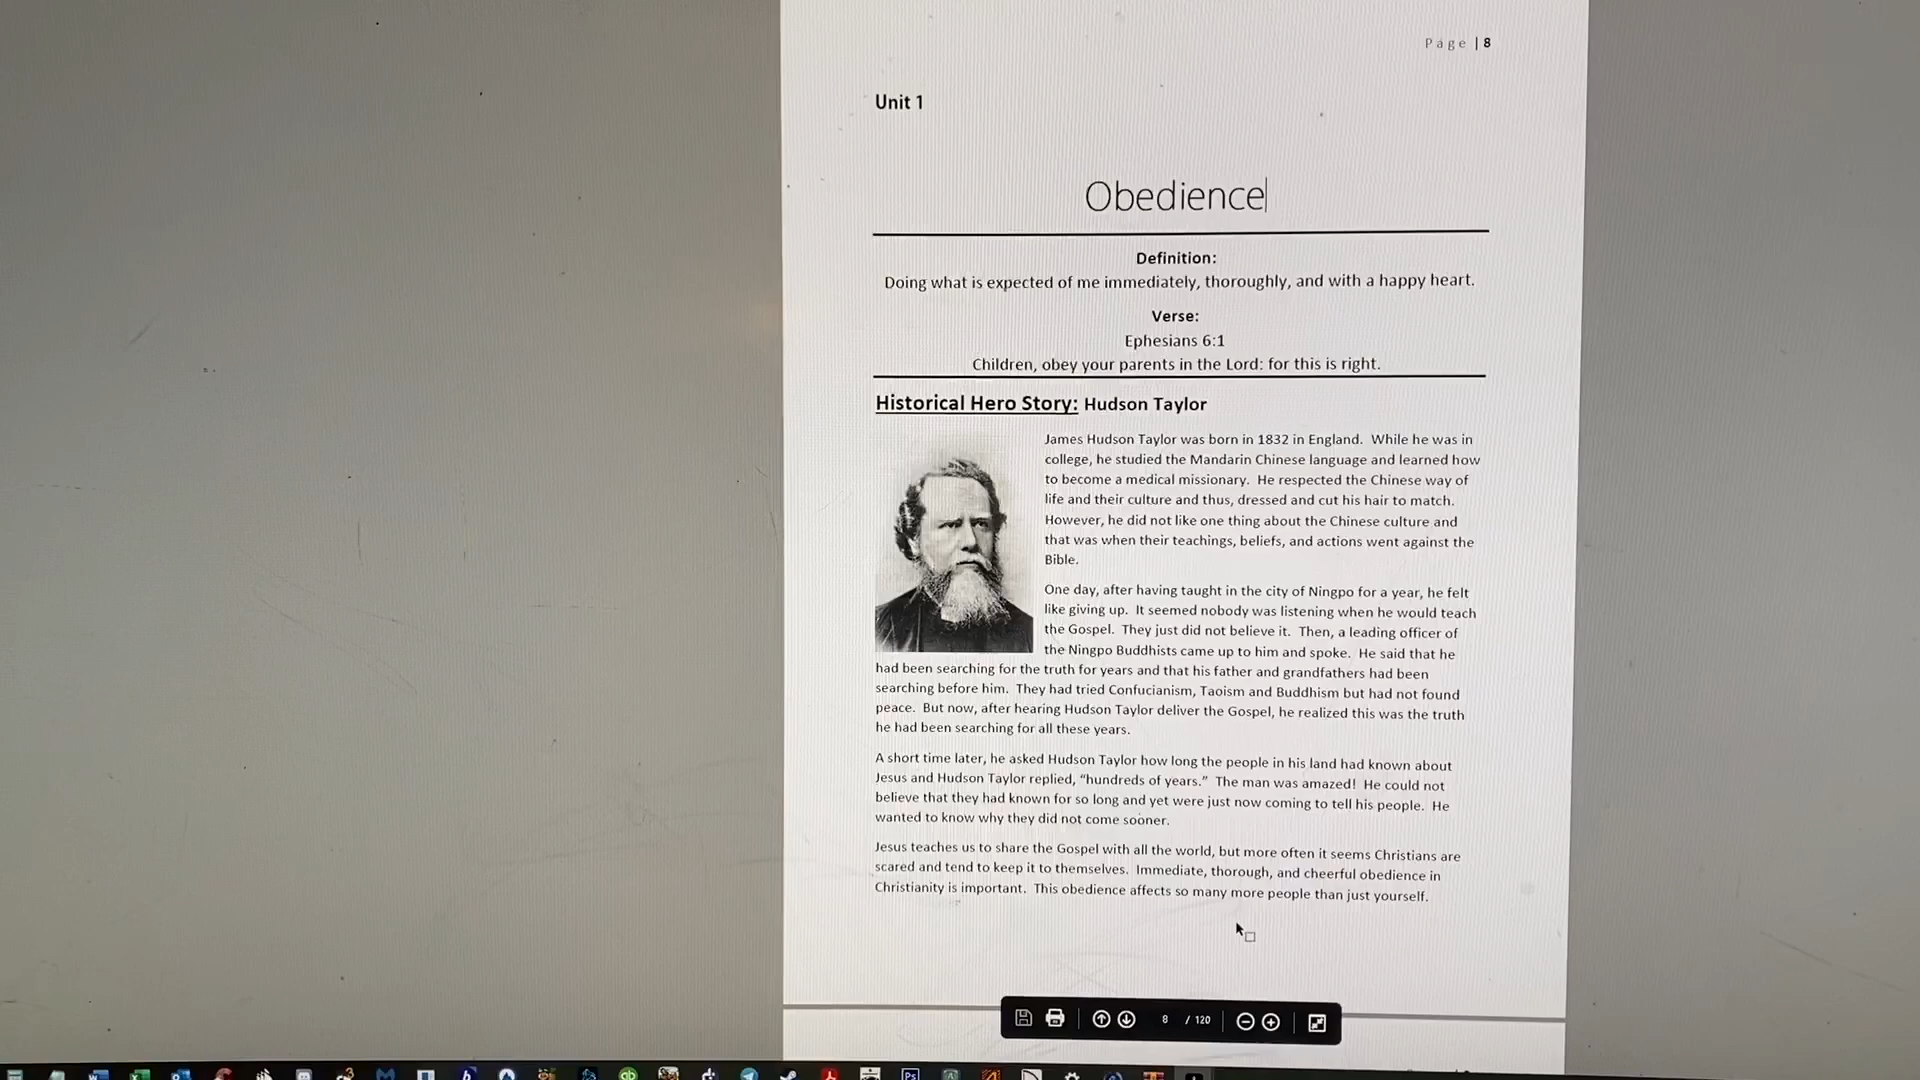 Page | 8
Unit 1
Obedience
Definition:
Doing what is expected of me immediately, thoroughly, and with a happy heart.
Verse:
Ephesians 6:1
Children, obey your parents in the Lord: for this is right.
Historical Hero Story: Hudson Taylor
James Hudson Taylor was born in 1832 in England. While he was in
college, he studied the Mandarin Chinese language and learned how
to become a medical missionary. He respected the Chinese way of
life and their culture and thus, dressed and cut his hair to match.
However, he did not like one thing about the Chinese culture and
that was when their teachings, beliefs, and actions went against the
Bible.
One day, after having taught in the city of Ningpo for a year, he felt
like giving up. It seemed nobody was listening when he would teach
the Gospel. They just did not believe it. Then, a leading officer of
the Ningpo Buddhists came up to him and spoke. He said that he
had been searching for the truth for years and that his father and grandfathers had been
searching before him. They had tried Confucianism, Taoism and Buddhism but had not found
peace. But now, after hearing Hudson Taylor deliver the Gospel, he realized this was the truth
he had been searching for all these years.
A short time later, he asked Hudson Taylor how long the people in his land had known about
Jesus and Hudson Taylor replied, “hundreds of years.” The man was amazed! He could not
believe that they had known for so long and yet were just now coming to tell his people. He
wanted to know why they did not come sooner.
Jesus teaches us to share the Gospel with all the world, but more often it seems Christians are
scared and tend to keep it to themselves. Immediate, thorough, and cheerful obedience in
Christianity is important. This obedience affects so many more people than just yourself.
8 / 120
Ps